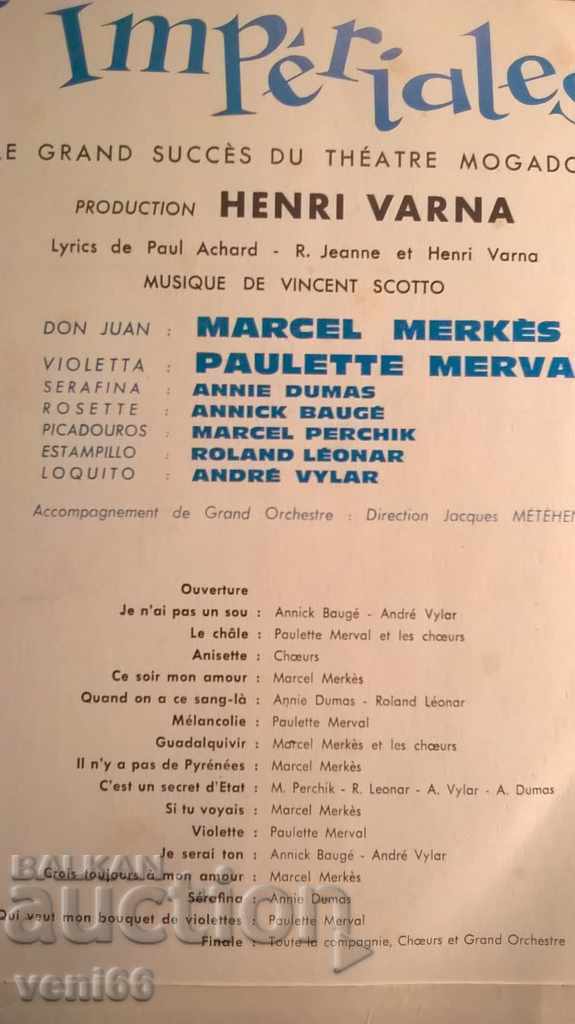 Impériales
LE GRAND SUCCÈS DU THÉATRE MOGADO
PRODUCTION HENRI VARNA
Lyrics de Paul Achard - R. Jeanne et Henri Varna
MUSIQUE DE VINCENT SCOTTO
DON JUAN : MARCEL MERKÈS
VIOLETTA : PAULETTE MERVA
SERAFINA : ANNIE DUMAS
ROSETTE : ANNICK BAUGÉ
PICADOUROS : MARCEL PERCHIK
ESTAMPILLO : ROLAND LÉONAR
LOQUITO : ANDRÉ VYLAR
Accompagnement de Grand Orchestre : Direction Jacques MÉTÉHEN
Ouverture
Je n'ai pas un sou : Annick Baugé - André Vylar
Le châle : Paulette Merval et les chœurs
Anisette : Chœurs
Ce soir mon amour : Marcel Merkès
Quand on a ce sang-là : Annie Dumas - Roland Léonar
Mélancolie : Paulette Merval
Guadalquivir : Marcel Merkès et les chœurs
Il n'y a pas de Pyrénées : Marcel Merkès
C'est un secret d'Etat : M. Perchik - R. Leonar - A. Vylar - A. Dumas
Si tu voyais : Marcel Merkès
Violette : Paulette Merval
Je serai ton : Annick Baugé - André Vylar
Crois toujours à mon amour : Marcel Merkès
Sérafina : Annie Dumas
Qui veut mon bouquet de violettes : Paulette Merval
Finale : Toute la compagnie, Chœurs et Grand Orchestre
BALKAN
auction
veni66